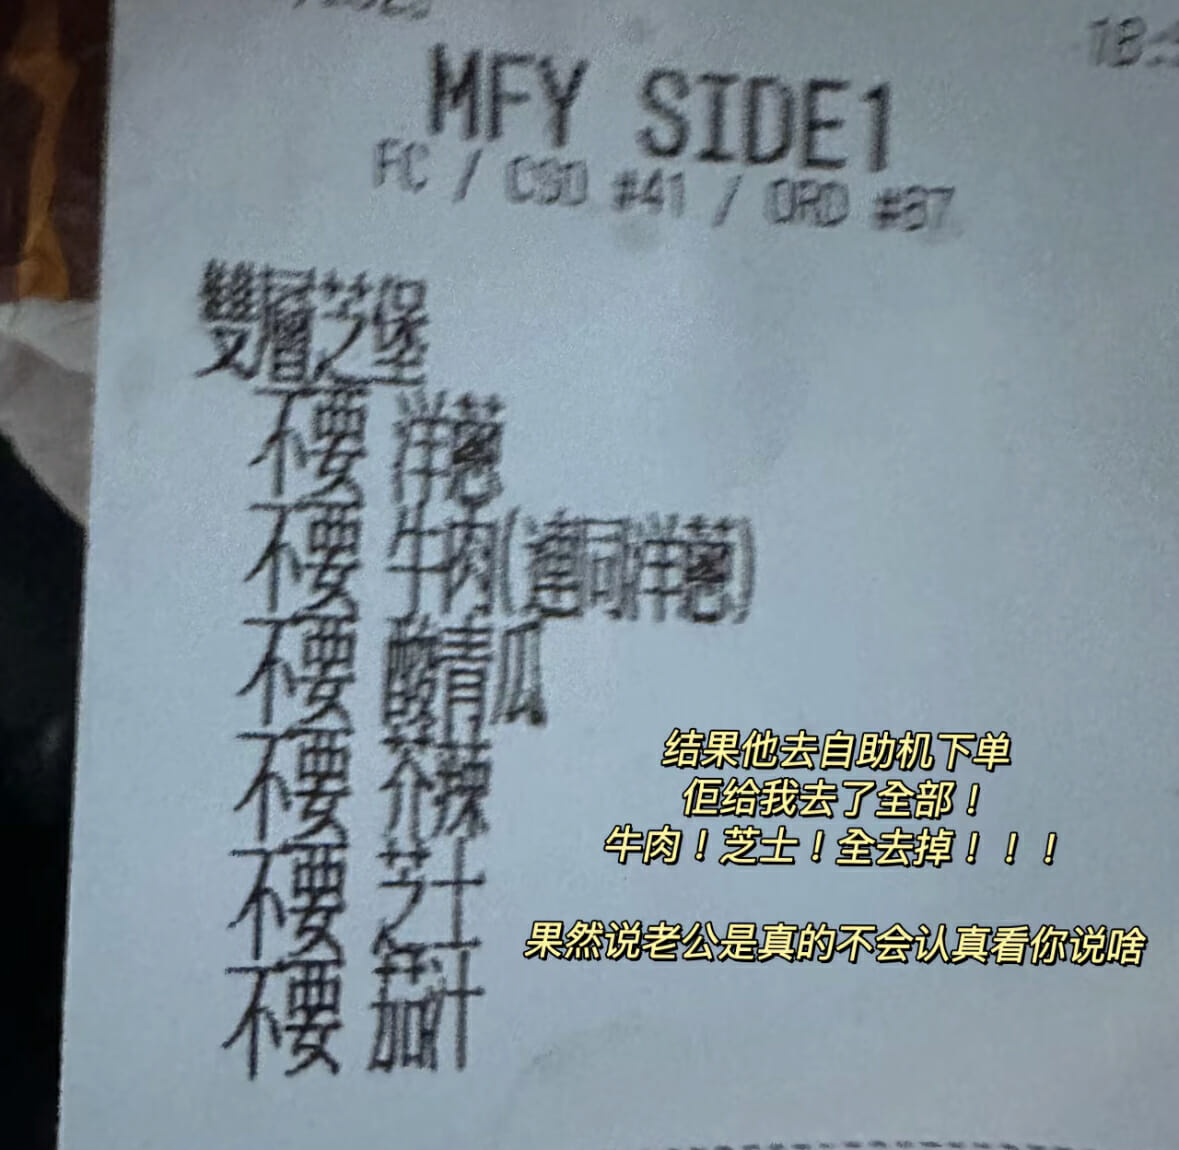 MFY SIDE1
FC / CSO #41 / ORD #37
雙層芝堡
不要 洋蔥
不要 牛肉(連同洋蔥)
不要 酸青瓜
不要 芥辣
不要 芝士
不要 茄汁
结果他去自助机下单
佢给我去了全部！
牛肉！芝士！全去掉！！！
果然说老公是真的不会认真看你说啥